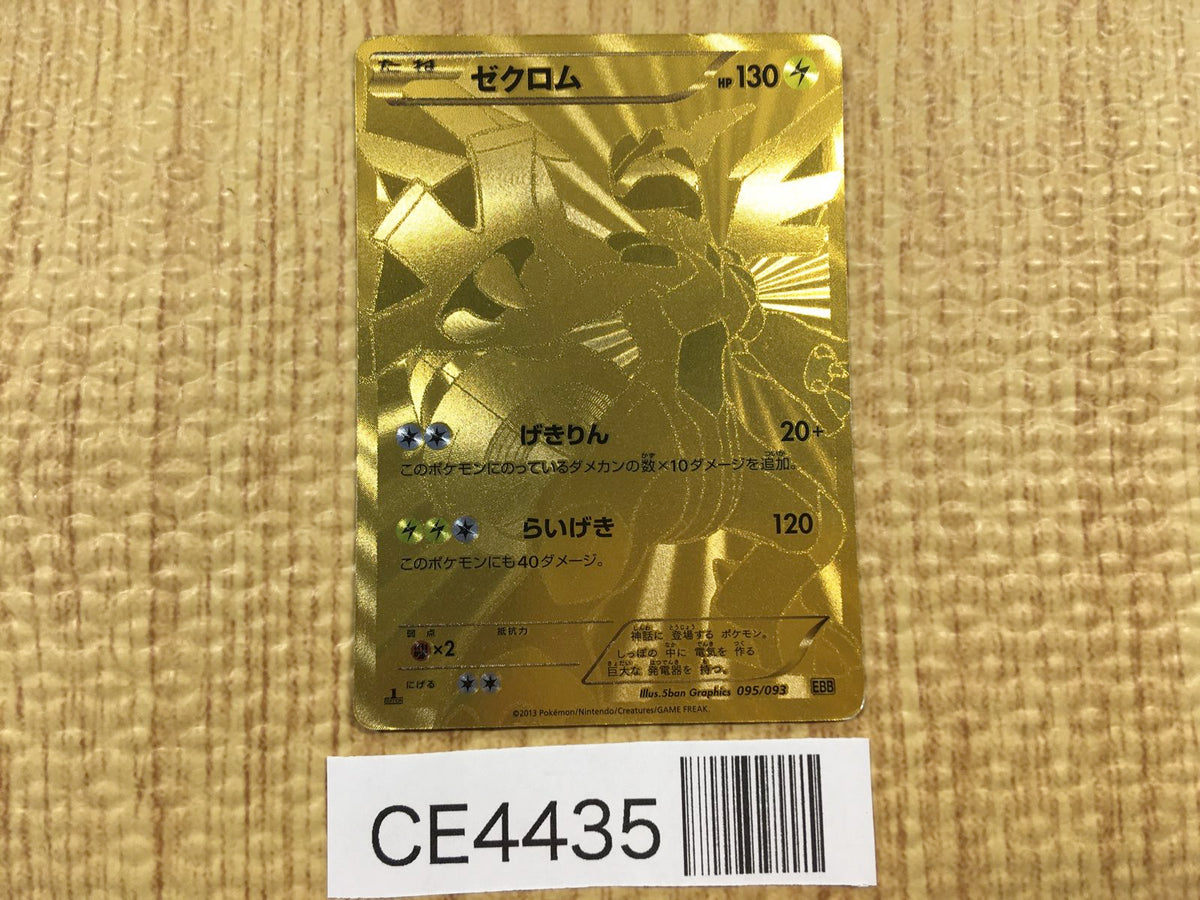 たね ゼクロム HP130
げきりん 20+
このポケモンにのっているダメカンの数×10ダメージを追加。
らいげき 120
このポケモンにも40ダメージ。
弱点 抵抗力
×2
神話に 登場する ポケモン。
しっぽの 中に 電気を 作る
巨大な 発電器を 持つ。
にげる
illus.5ban Graphics 095/093 EBB
©2013 Pokémon/Nintendo/Creatures/GAME FREAK.
CE4435